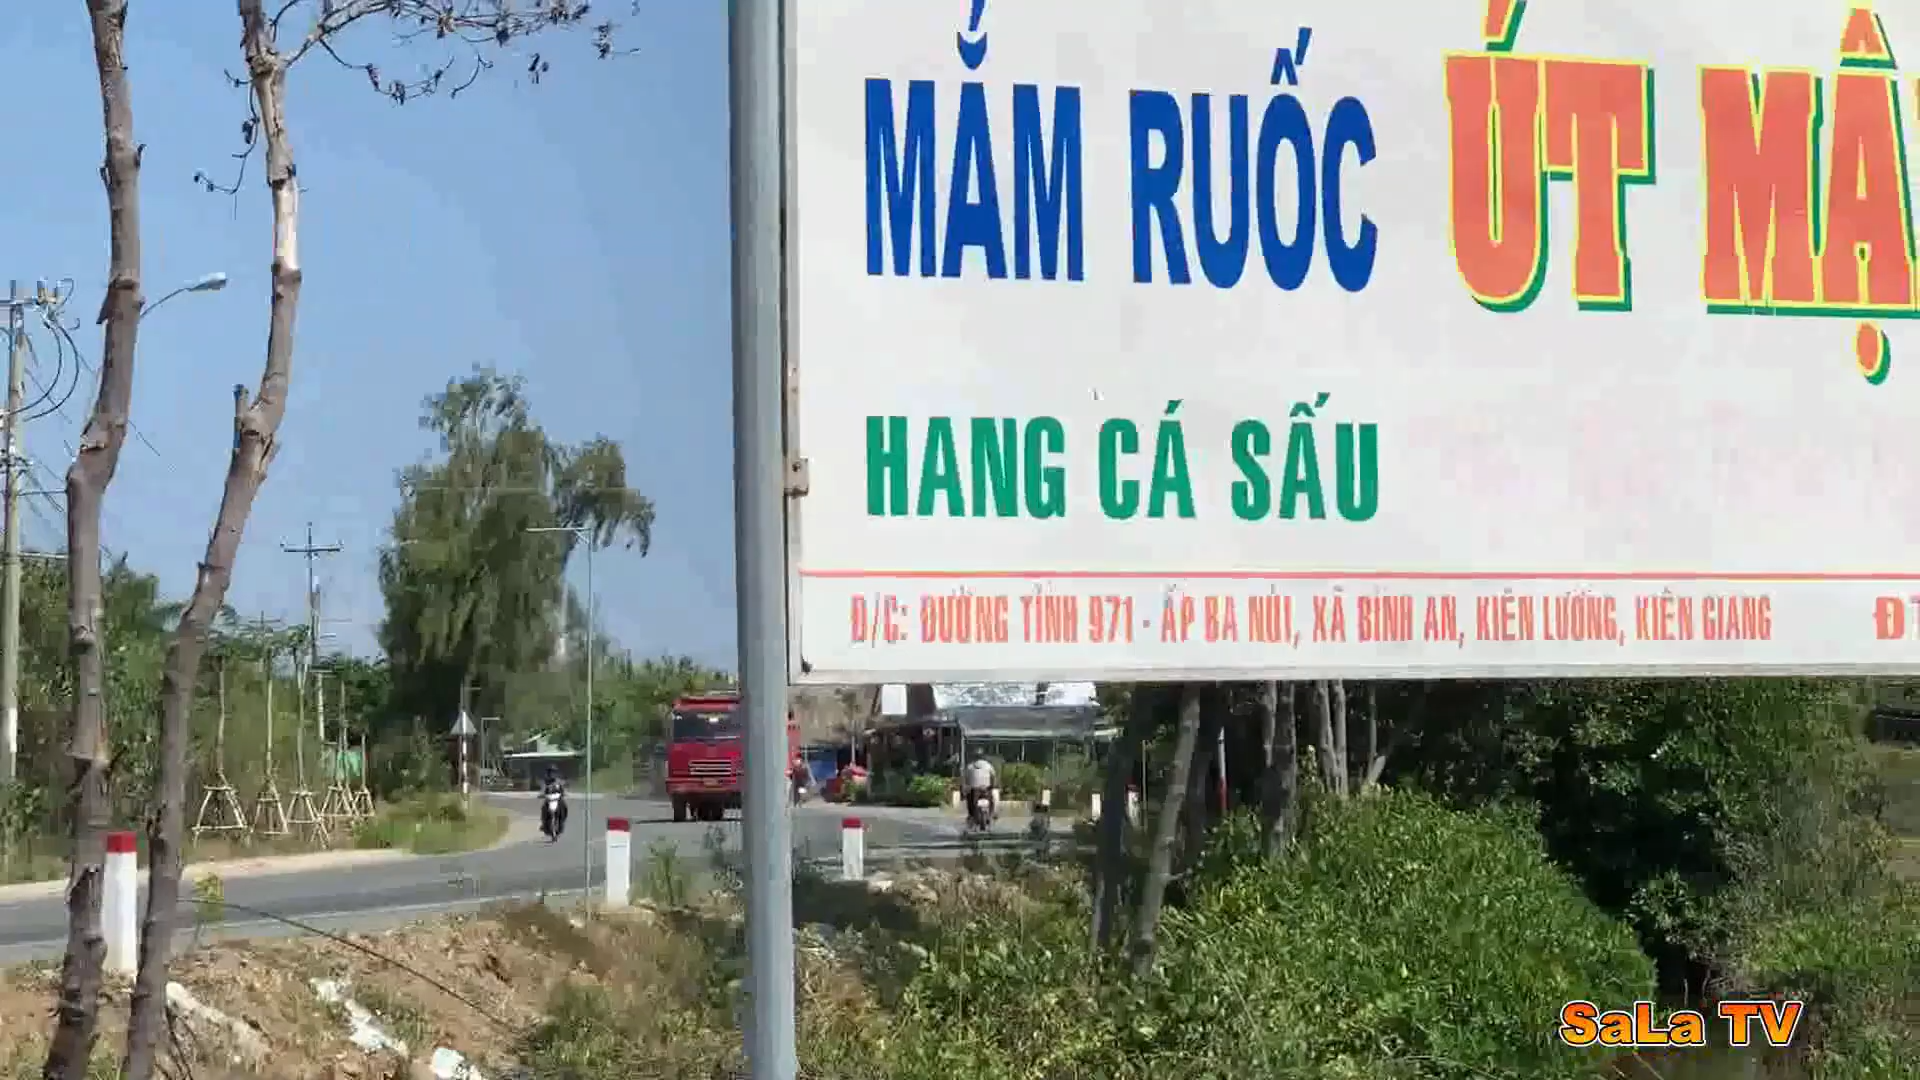 MẮM RUỐC ÚT MẬ
HANG CÁ SẤU
Đ/C: ĐƯỜNG TỈNH 971 - ẤP BA NÚI, XÃ BÌNH AN, KIÊN LƯƠNG, KIÊN GIANG
SaLa TV